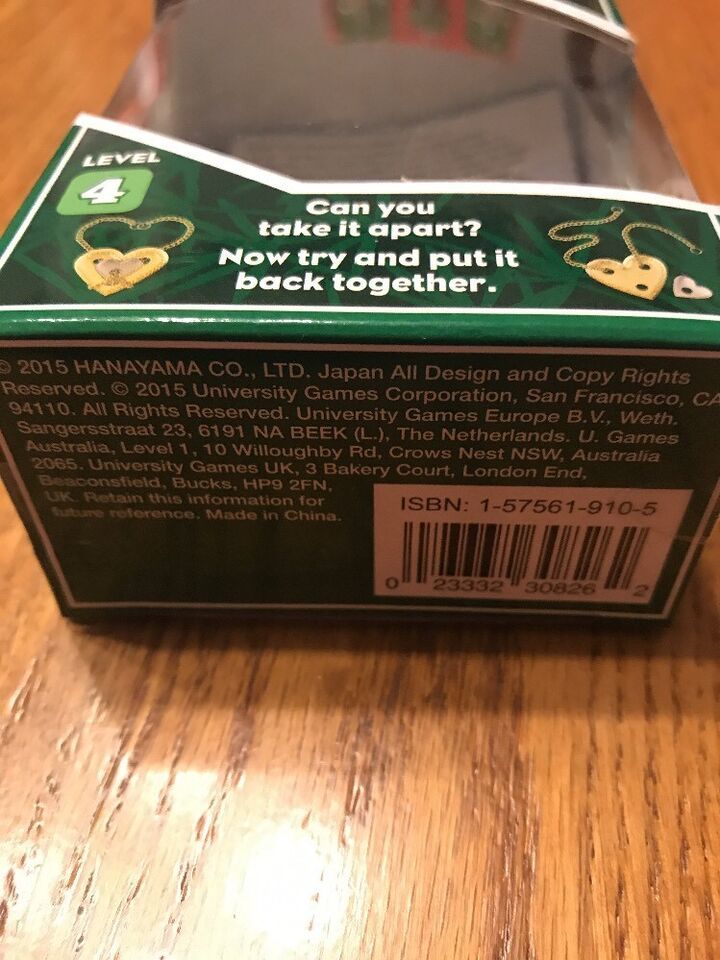 LEVEL
4
Can you
take it apart?
Now try and put it
back together.
© 2015 HANAYAMA CO., LTD. Japan All Design and Copy Rights
Reserved. © 2015 University Games Corporation, San Francisco, CA
94110. All Rights Reserved. University Games Europe B.V., Weth.
Sangersstraat 23, 6191 NA BEEK (L.), The Netherlands. U. Games
Australia, Level 1, 10 Willoughby Rd, Crows Nest NSW, Australia
2065. University Games UK, 3 Bakery Court, London End,
Beaconsfield, Bucks, HP9 2FN,
UK. Retain this information for
future reference. Made in China.
ISBN: 1-57561-910-5
0 23332 30826 2